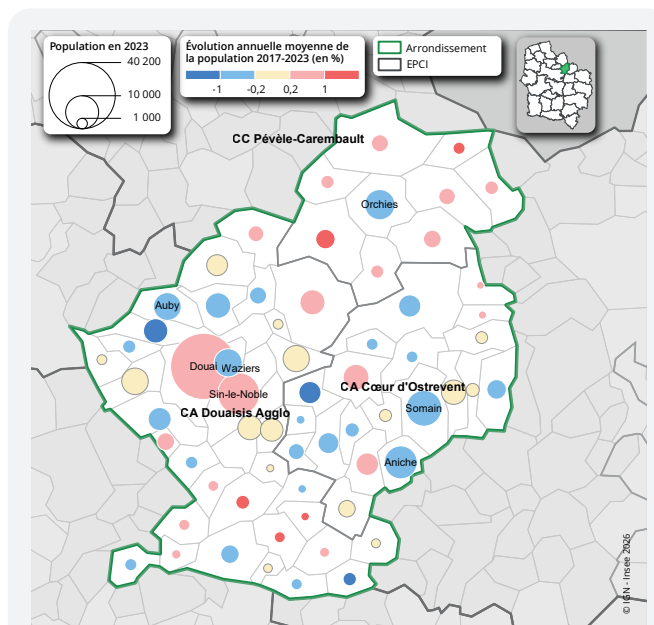 Population en 2023
40 200
10 000
1 000
Évolution annuelle moyenne de
la population 2017-2023 (en %)
-1 -0,2 0,2 1
Arrondissement
EPCI
CC Pévèle-Carembault
Orchies
Auby
Douai
Waziers
Sin-le-Noble
CA Cœur d'Ostrevent
CA Douaisis Agglo
Somain
Aniche
© IGN - Insee 2026